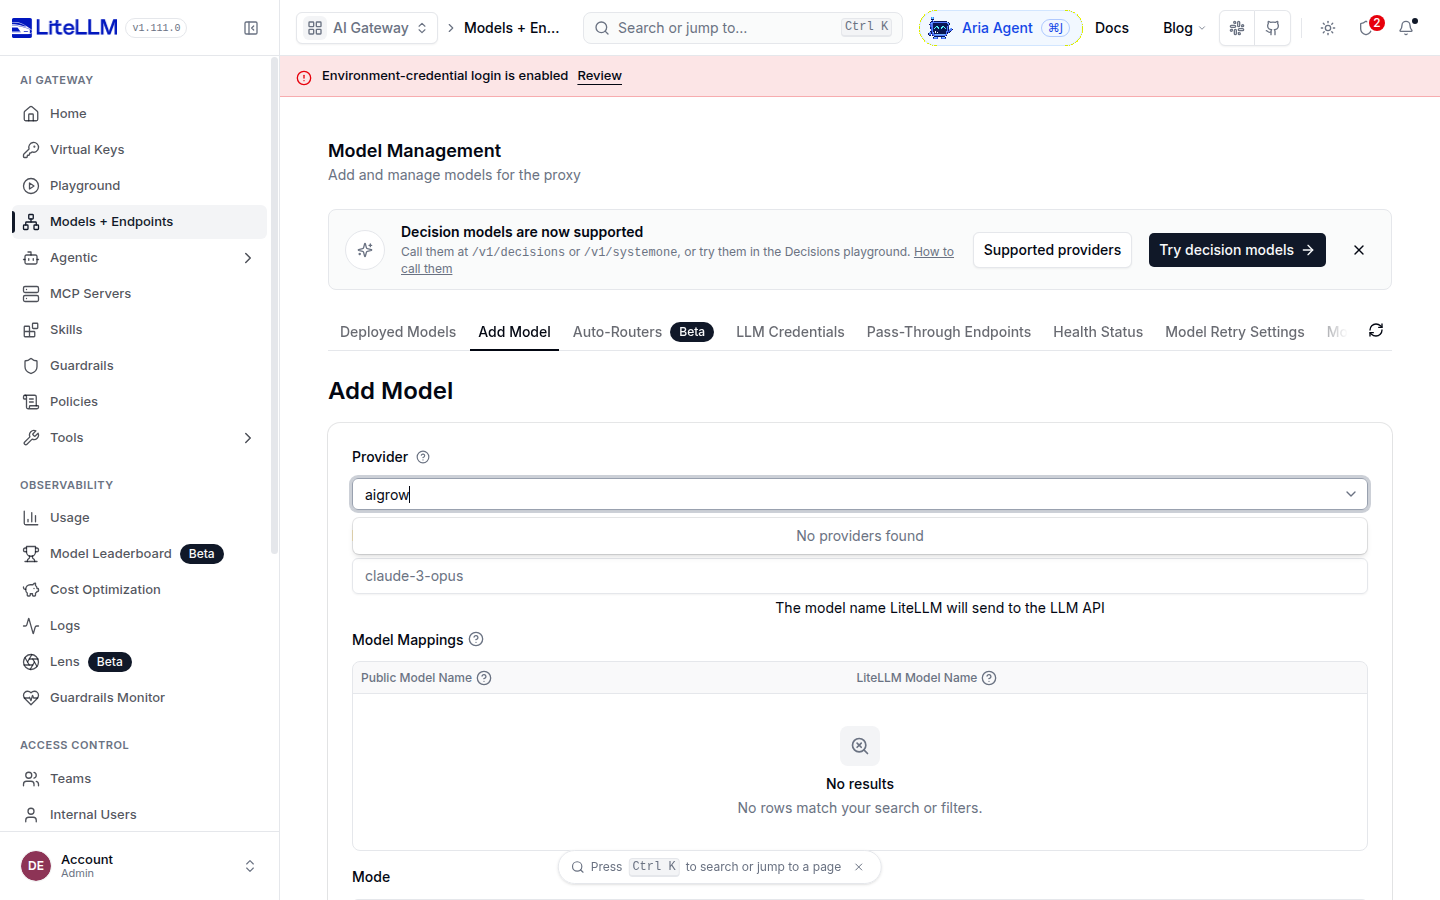 LiteLLM v1.111.0
AI Gateway
Models + En...
Search or jump to...
Ctrl K
Aria Agent
⌘J
Docs
Blog
2
Environment-credential login is enabled Review
AI GATEWAY
Home
Virtual Keys
Playground
Models + Endpoints
Agentic
MCP Servers
Skills
Guardrails
Policies
Tools
OBSERVABILITY
Usage
Model Leaderboard Beta
Cost Optimization
Logs
Lens Beta
Guardrails Monitor
ACCESS CONTROL
Teams
Internal Users
DE
Account
Admin
Model Management
Add and manage models for the proxy
Decision models are now supported
Call them at /v1/decisions or /v1/systemone, or try them in the Decisions playground. How to
call them
Supported providers
Try decision models
Deployed Models
Add Model
Auto-Routers Beta
LLM Credentials
Pass-Through Endpoints
Health Status
Model Retry Settings
Mo
Add Model
Provider
aigrow
No providers found
claude-3-opus
The model name LiteLLM will send to the LLM API
Model Mappings
Public Model Name
LiteLLM Model Name
No results
No rows match your search or filters.
Press Ctrl K to search or jump to a page
Mode